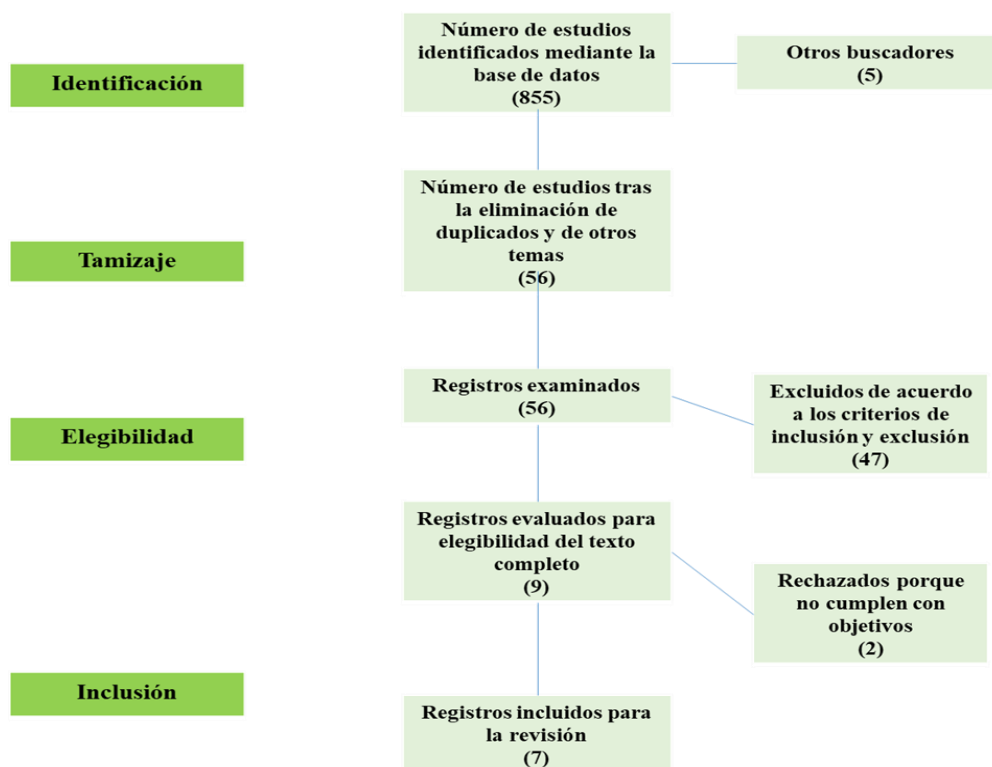 Número de estudios
identificados mediante la
base de datos
(855)
Otros buscadores
(5)
Identificación
Número de estudios tras
la eliminación de
duplicados y de otros
temas
(56)
Tamizaje
Registros examinados
(56)
Excluidos de acuerdo
a los criterios de
inclusión y exclusión
(47)
Elegibilidad
Registros evaluados para
elegibilidad del texto
completo
(9)
Rechazados porque
no cumplen con
objetivos
(2)
Inclusión
Registros incluidos para
la revisión
(7)